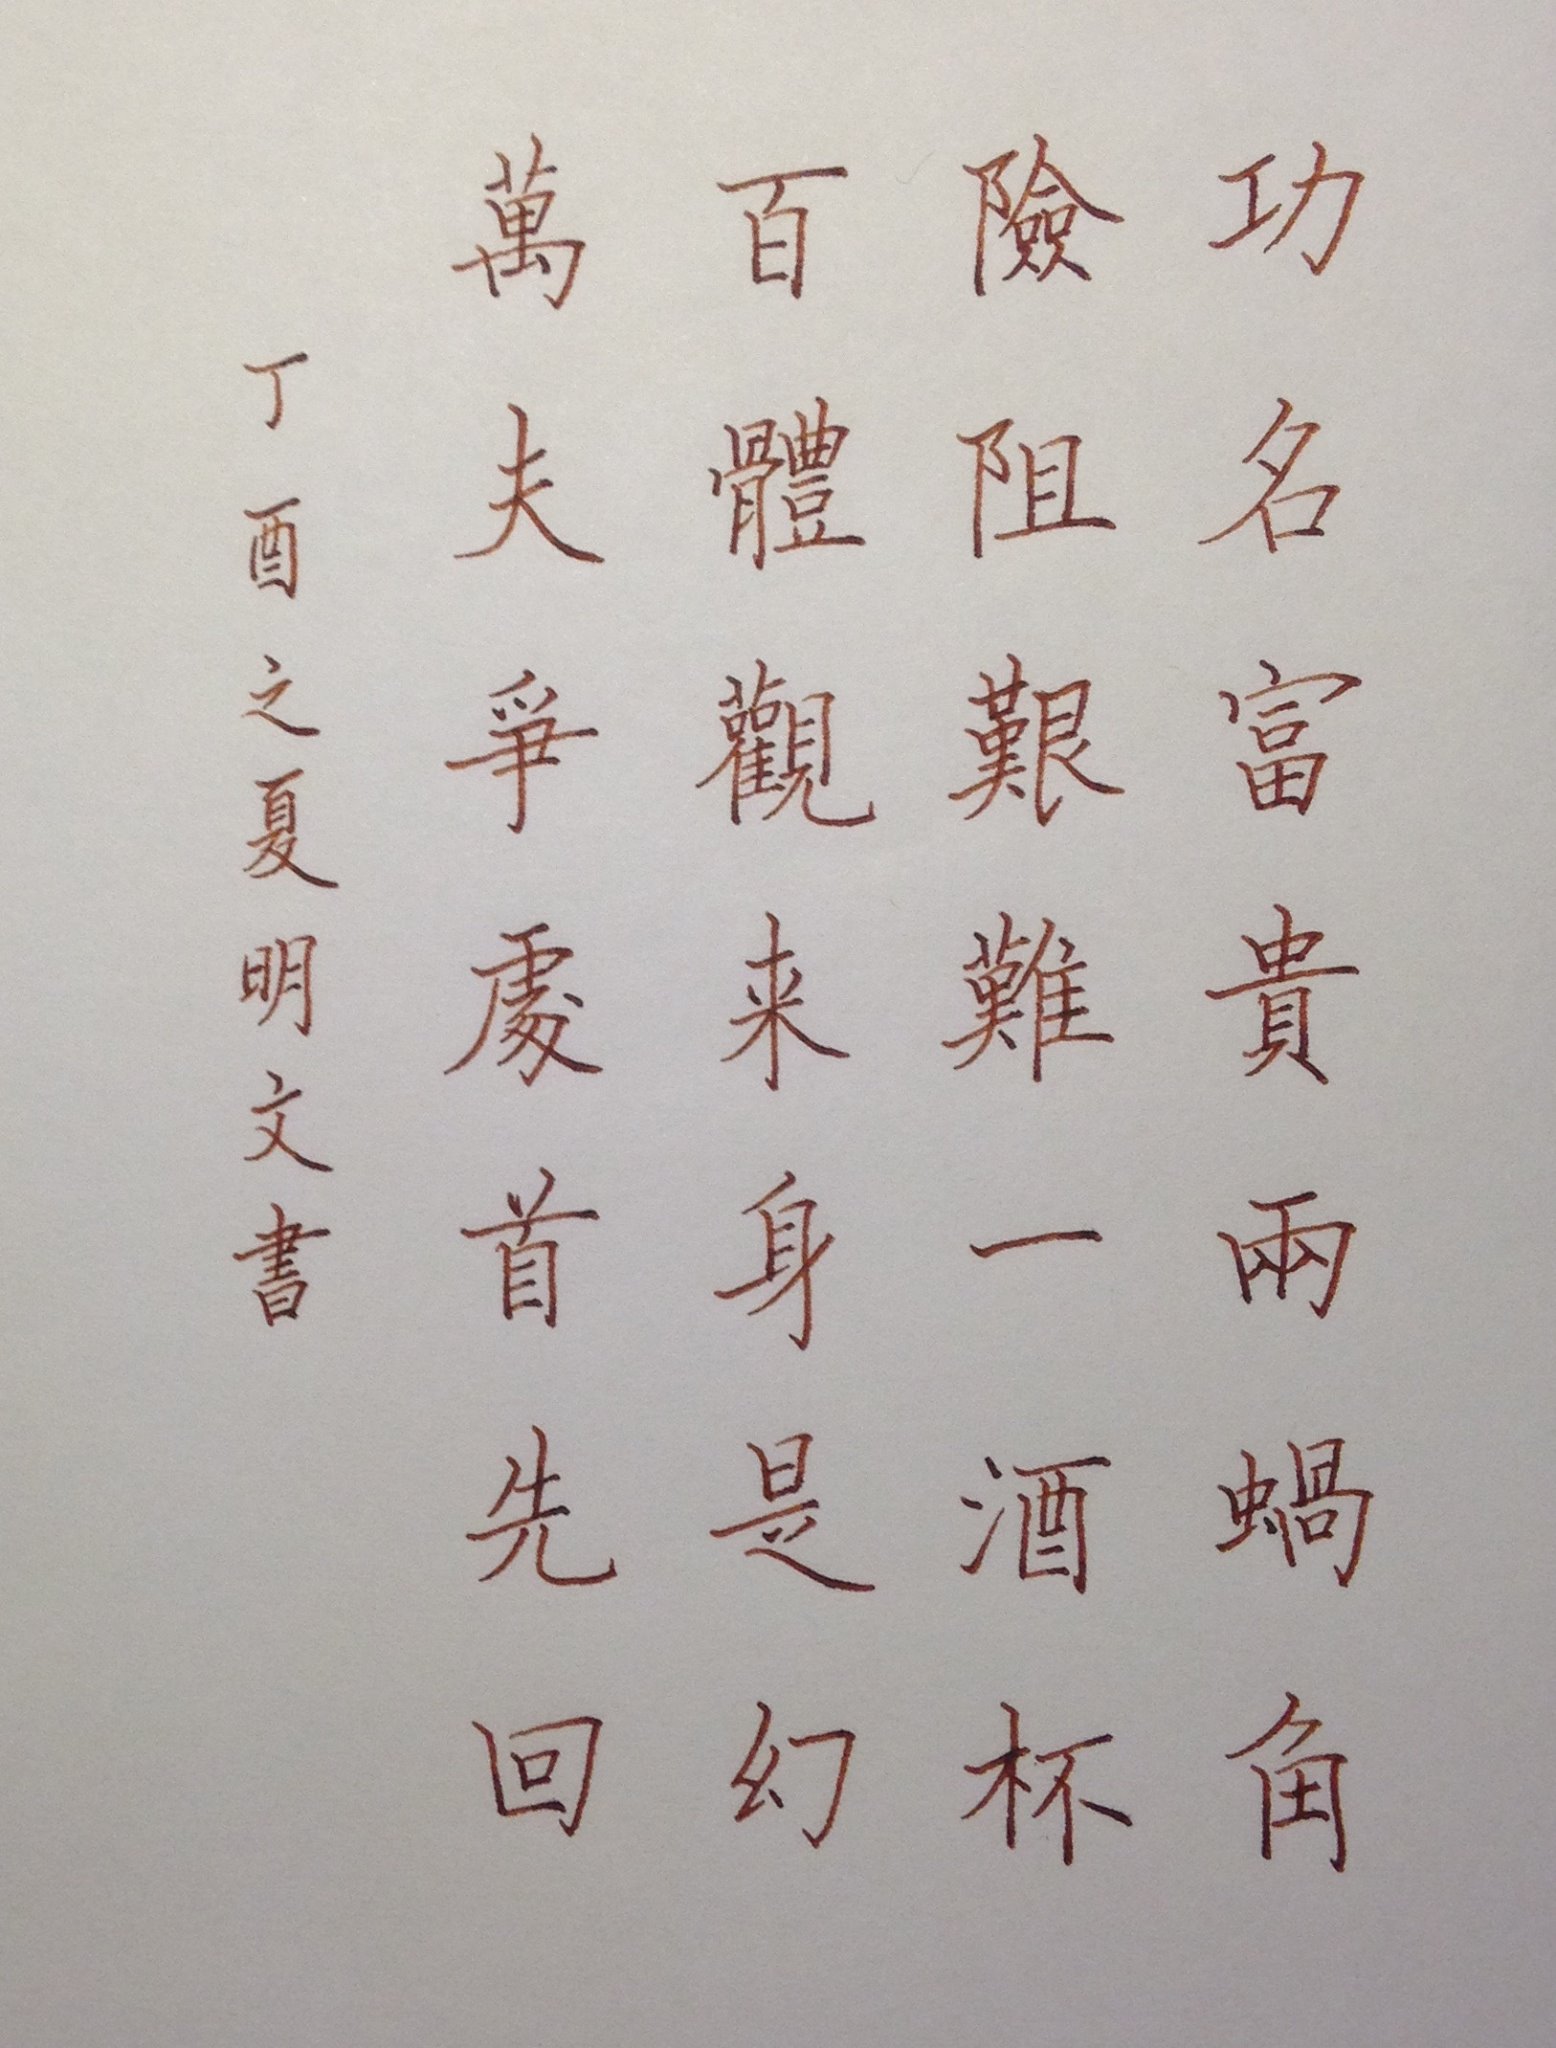 功名富貴兩蝸角
險阻艱難一酒杯
百體觀来身是幻
萬夫爭處首先回
丁酉之夏明文書